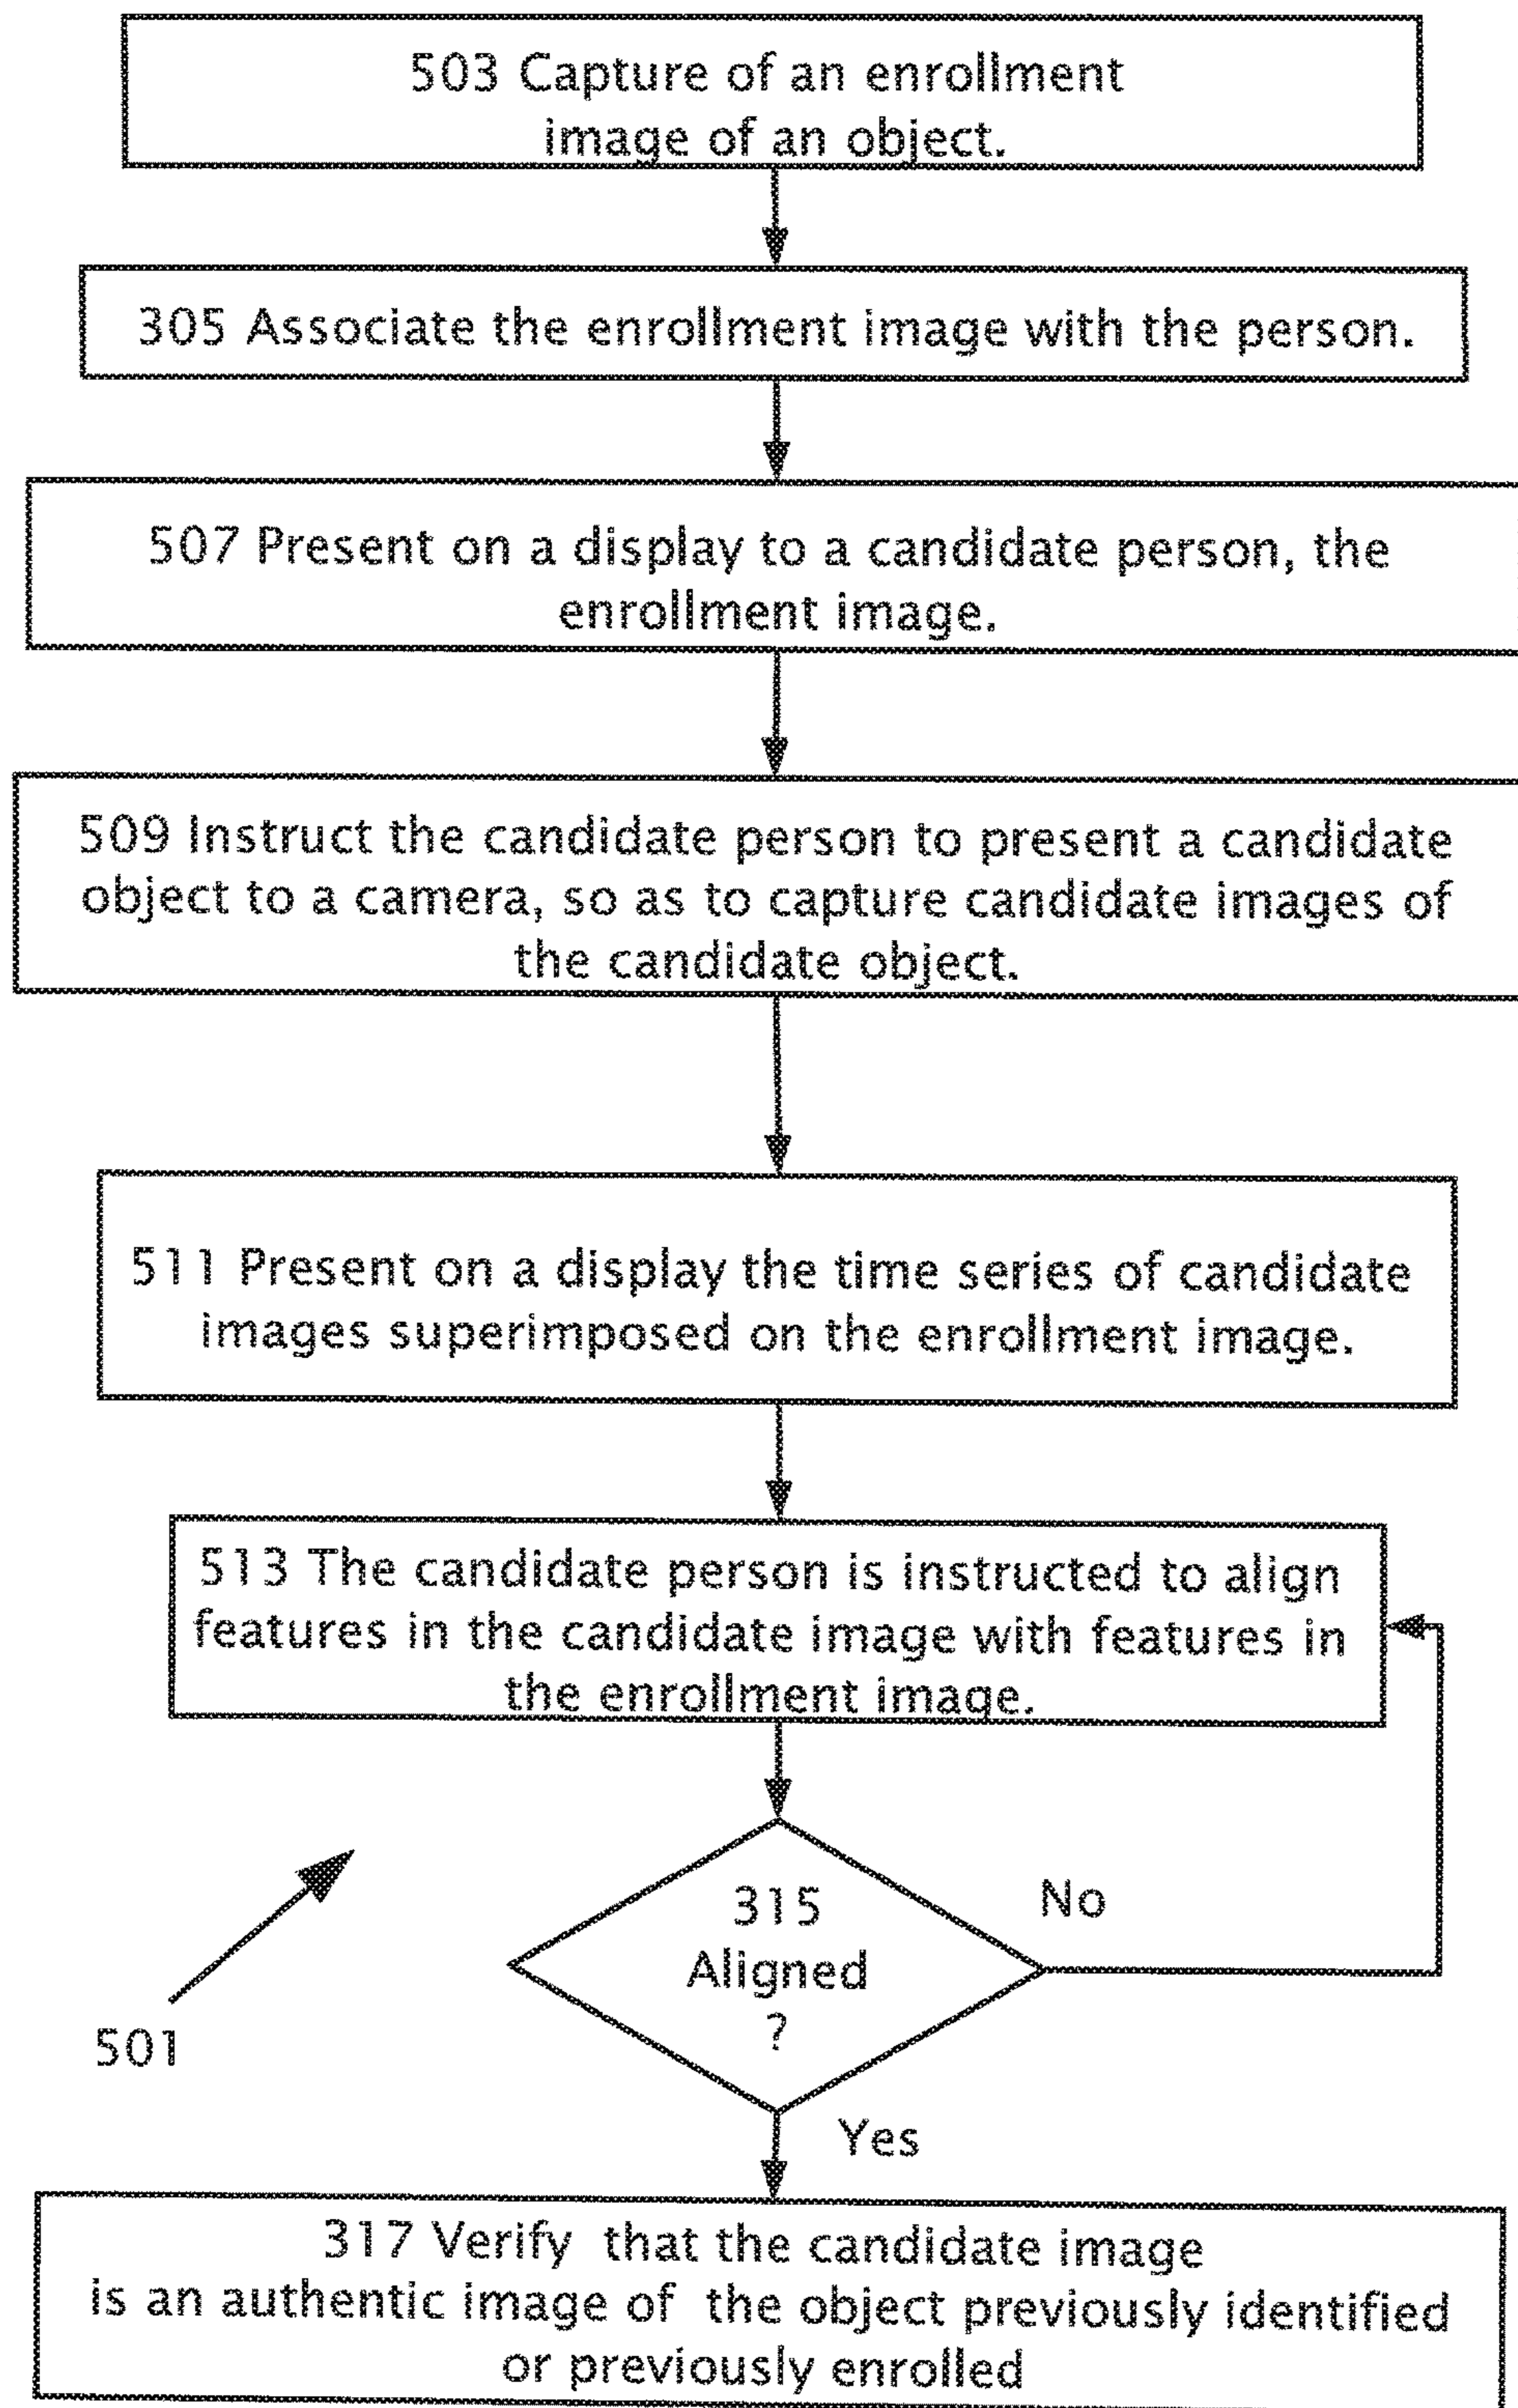 503 Capture of an enrollment
image of an object.
305 Associate the enrollment image with the person.
507 Present on a display to a candidate person, the
enrollment image.
509 Instruct the candidate person to present a candidate
object to a camera, so as to capture candidate images of
the candidate object.
511 Present on a display the time series of candidate
images superimposed on the enrollment image.
513 The candidate person is instructed to align
features in the candidate image with features in
the enrollment image.
315
Aligned
?
No
501
Yes
317 Verify that the candidate image
is an authentic image of the object previously identified
or previously enrolled